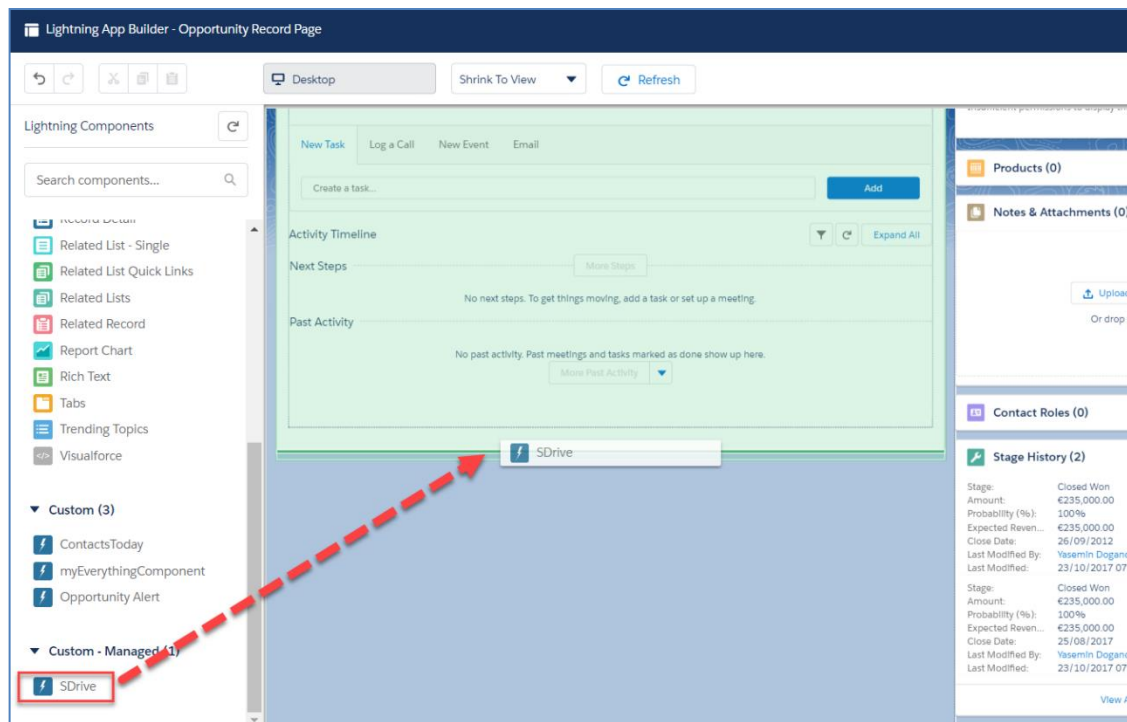 Lightning App Builder - Opportunity Record Page
Desktop
Shrink To View
Refresh
Lightning Components
Search components...
Record Detail
Related List - Single
Related List Quick Links
Related Lists
Related Record
Report Chart
Rich Text
Tabs
Trending Topics
Visualforce
Custom (3)
ContactsToday
myEverythingComponent
Opportunity Alert
Custom - Managed (1)
SDrive
New Task Log a Call New Event Email
Create a task...
Add
Activity Timeline
Expand All
Next Steps
More Steps
No next steps. To get things moving, add a task or set up a meeting.
Past Activity
No past activity. Past meetings and tasks marked as done show up here.
More Past Activity
SDrive
Products (0)
Notes & Attachments (0)
Uploa
Or drop
Contact Roles (0)
Stage History (2)
Stage: Closed Won
Amount: €235,000.00
Probability (%): 100%
Expected Reven... €235,000.00
Close Date: 26/09/2012
Last Modified By: Yasemin Dogan
Last Modified: 23/10/2017 07
Stage: Closed Won
Amount: €235,000.00
Probability (%): 100%
Expected Reven... €235,000.00
Close Date: 25/08/2017
Last Modified By: Yasemin Dogan
Last Modified: 23/10/2017 07
View A